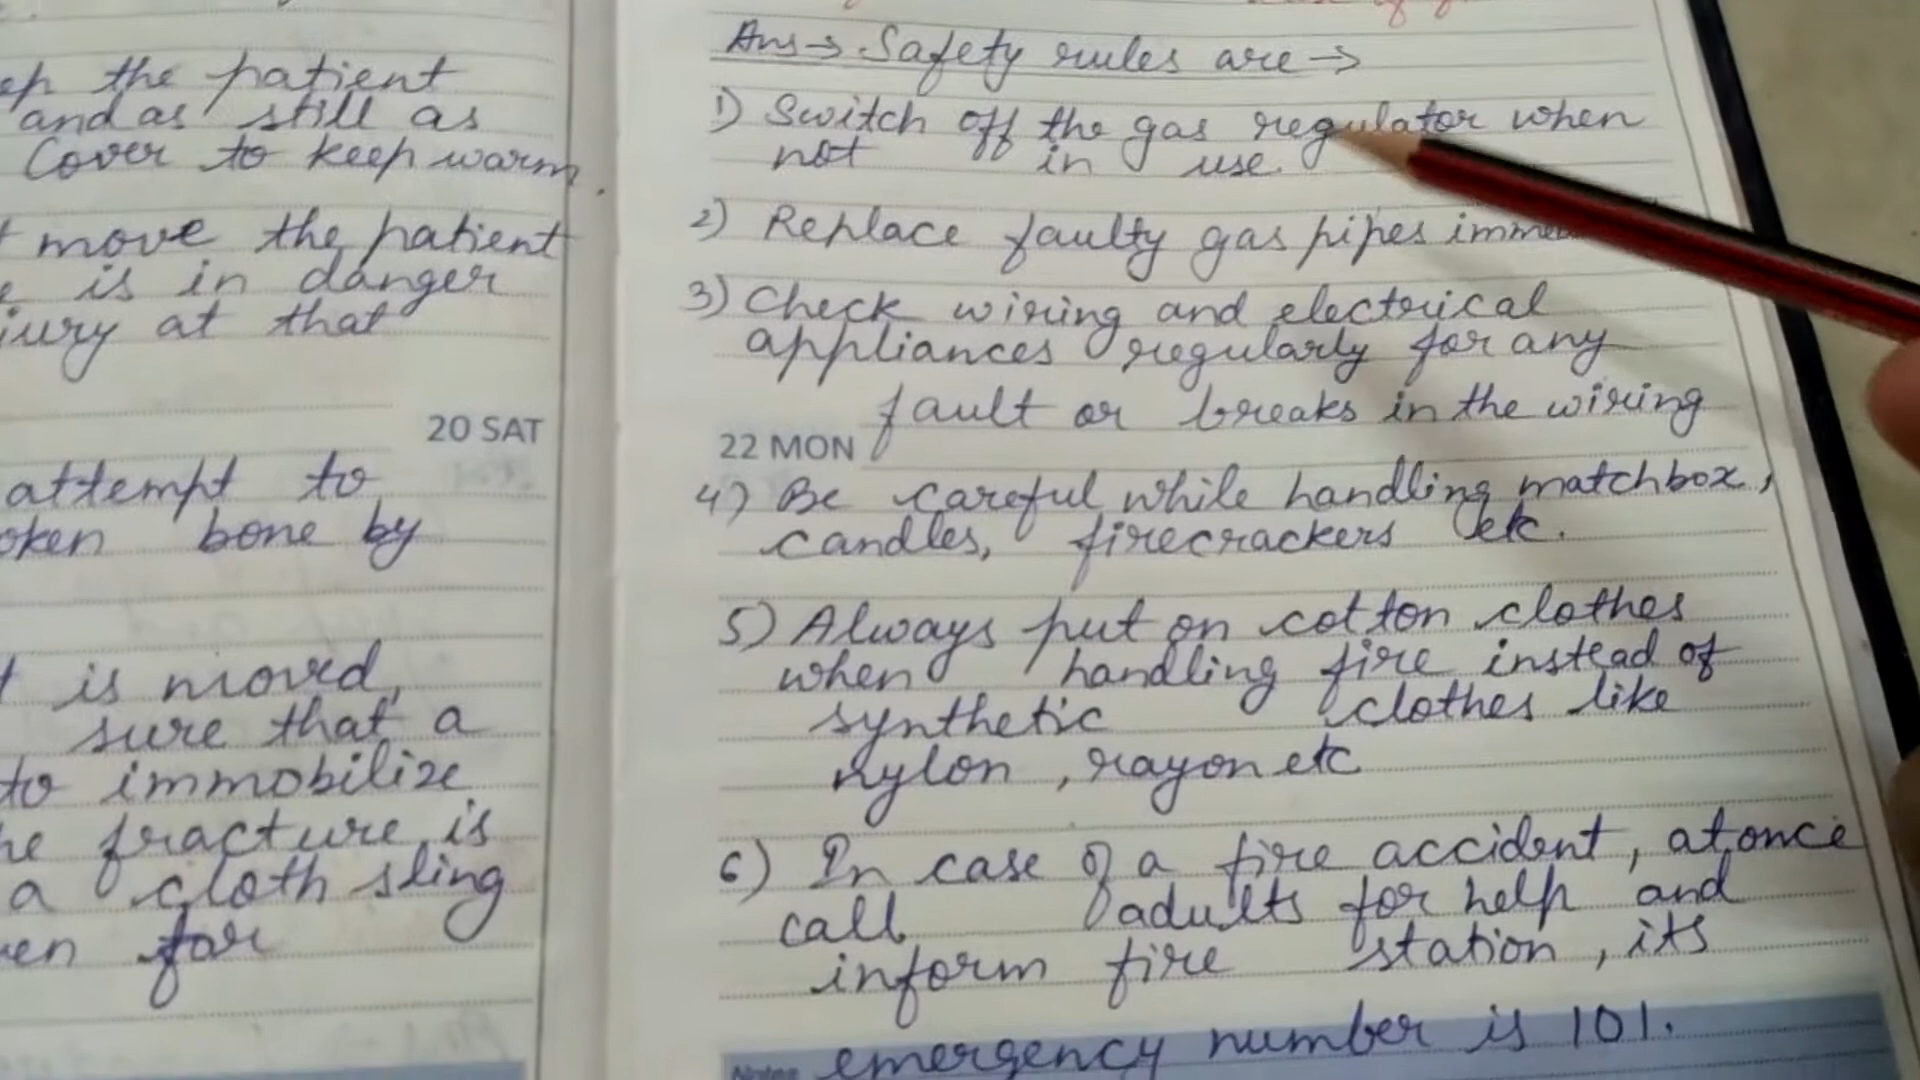 the patient
and as still as
Cover to keep warm.
move the patient
is in danger
at that
20 SAT
attempt to
bone by
is moved,
sure that a
to immobilize
fracture is
a cloth sling
for
Ans→ Safety rules are →
1) Switch off the gas regulator when
not in use.
2) Replace faulty gas pipes
3) Check wiring and electrical
appliances regularly for any
fault or breaks in the wiring
22 MON
4) Be careful while handling matchbox,
candles, firecrackers etc.
5) Always put on cotton clothes
when handling fire instead of
synthetic clothes like
nylon, rayon etc
6) In case of a fire accident, at once
call adults for help and
inform fire station, its
Notes
emergency number is 101.